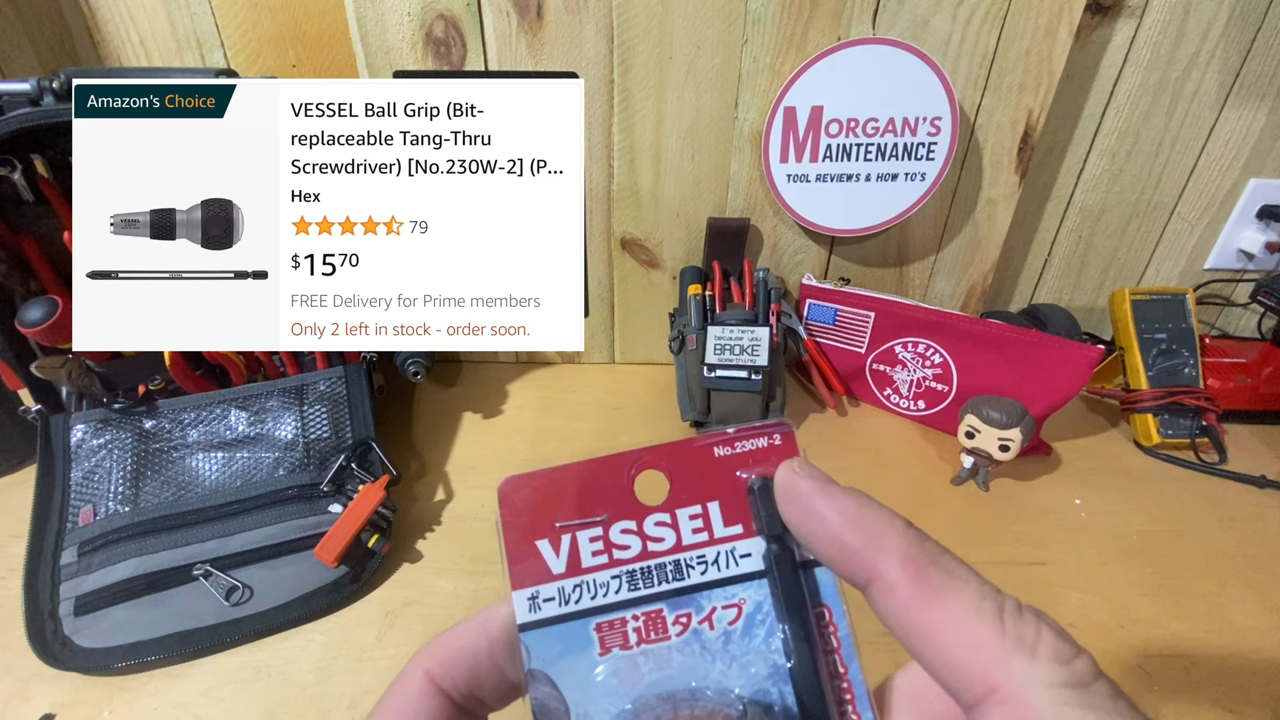 Amazon's Choice
VESSEL Ball Grip (Bit-
replaceable Tang-Thru
Screwdriver) [No.230W-2] (P...
Hex
79
$15.70
FREE Delivery for Prime members
Only 2 left in stock - order soon.
VESSEL
VESSEL
MORGAN'S
MAINTENANCE
TOOL REVIEWS & HOW TO'S
I'm here
because you
BROKE
something
KLEIN
EST. 1857
TOOLS
No.230W-2
VESSEL
ボールグリップ差替貫通ドライバー
貫通タイプ